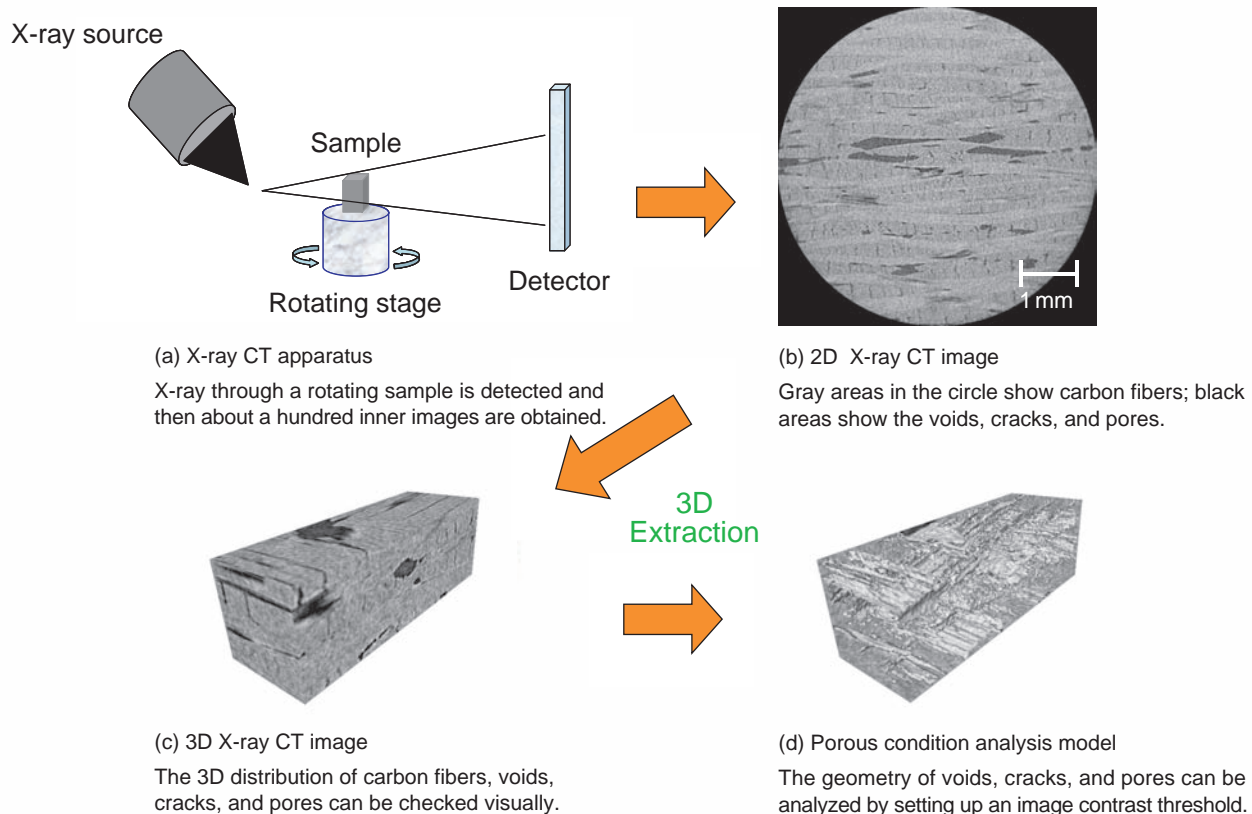 X-ray source
Sample
Rotating stage
Detector
1 mm
(a) X-ray CT apparatus
X-ray through a rotating sample is detected and
then about a hundred inner images are obtained.
(b) 2D X-ray CT image
Gray areas in the circle show carbon fibers; black
areas show the voids, cracks, and pores.
3D
Extraction
(c) 3D X-ray CT image
The 3D distribution of carbon fibers, voids,
cracks, and pores can be checked visually.
(d) Porous condition analysis model
The geometry of voids, cracks, and pores can be
analyzed by setting up an image contrast threshold.